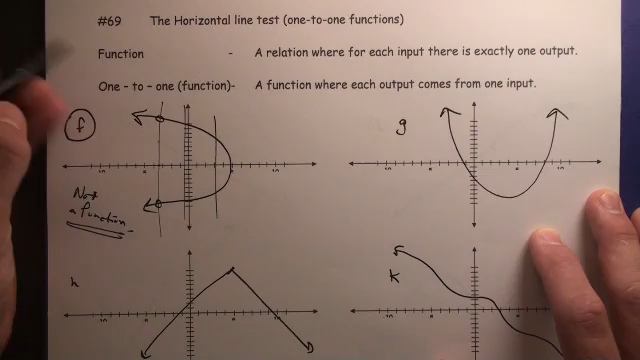 #69 The Horizontal line test (one-to-one functions)
Function - A relation where for each input there is exactly one output.
One - to - one (function)- A function where each output comes from one input.
f
g
Not
a function
h
k